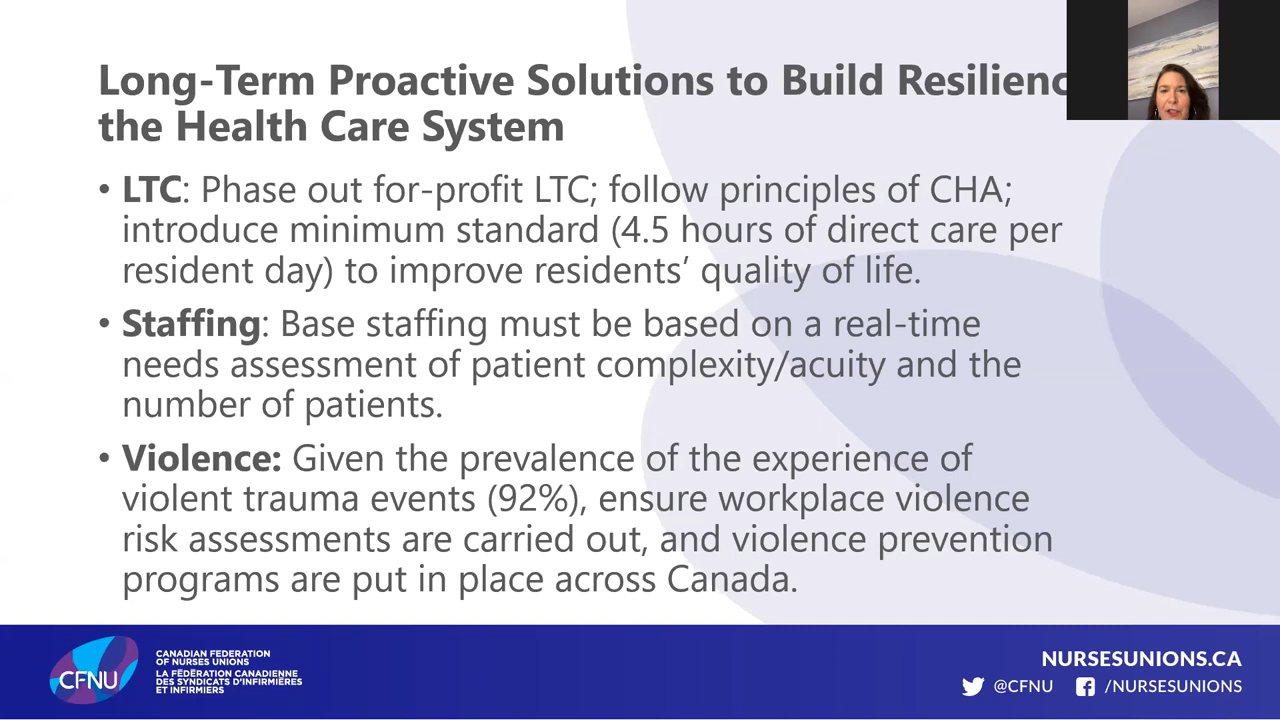 Long-Term Proactive Solutions to Build
the Health Care System
• LTC: Phase out for-profit LTC; follow principles of CHA;
introduce minimum standard (4.5 hours of direct care per
resident day) to improve residents’ quality of life.
• Staffing: Base staffing must be based on a real-time
needs assessment of patient complexity/acuity and the
number of patients.
• Violence: Given the prevalence of the experience of
violent trauma events (92%), ensure workplace violence
risk assessments are carried out, and violence prevention
programs are put in place across Canada.
CFNU
CANADIAN FEDERATION
OF NURSES UNIONS
LA FÉDÉRATION CANADIENNE
DES SYNDICATS D’INFIRMIÈRES
ET INFIRMIERS
NURSESUNIONS.CA
@CFNU /NURSESUNIONS